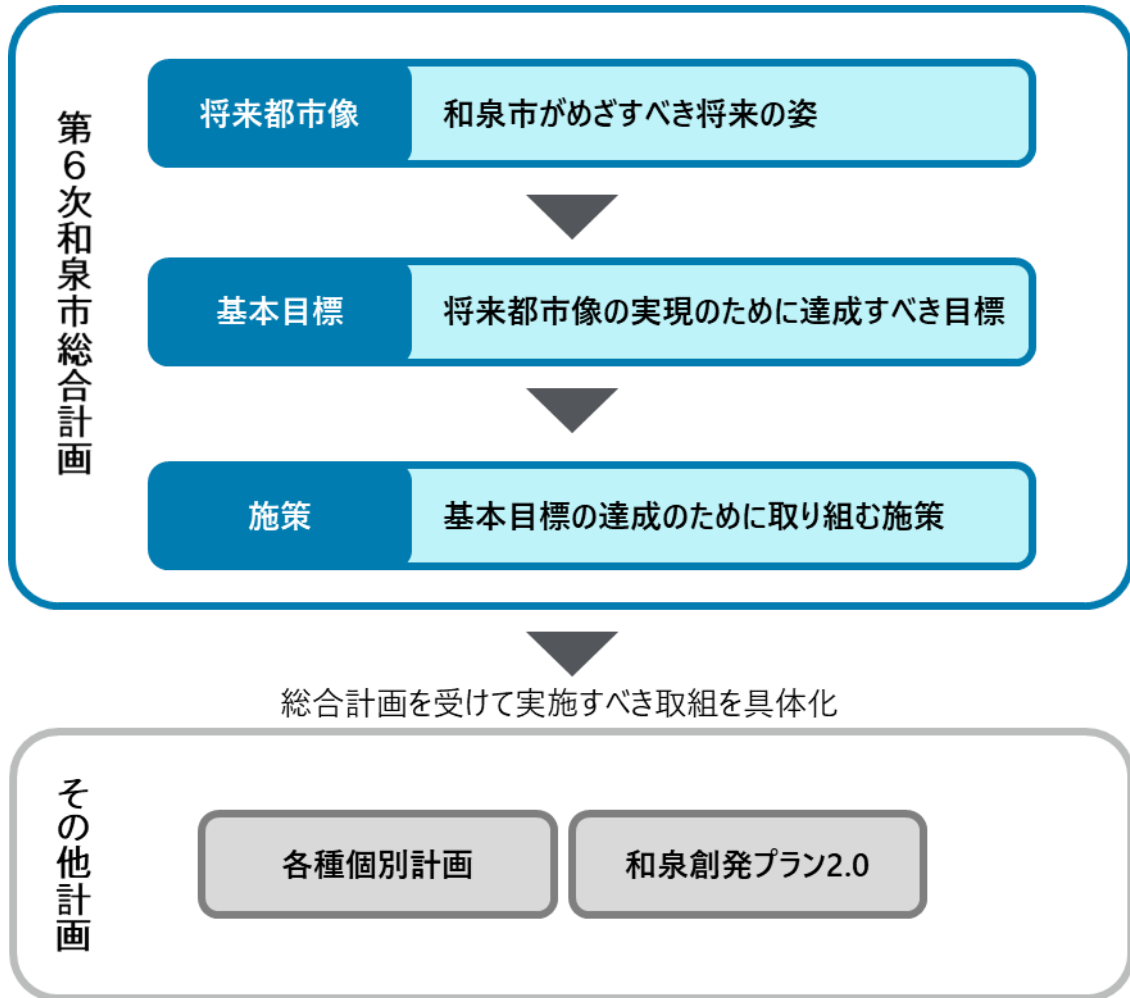 第6次和泉市総合計画
将来都市像
和泉市がめざすべき将来の姿
基本目標
将来都市像の実現のために達成すべき目標
施策
基本目標の達成のために取り組む施策
総合計画を受けて実施すべき取組を具体化
その他計画
各種個別計画
和泉創発プラン2.0